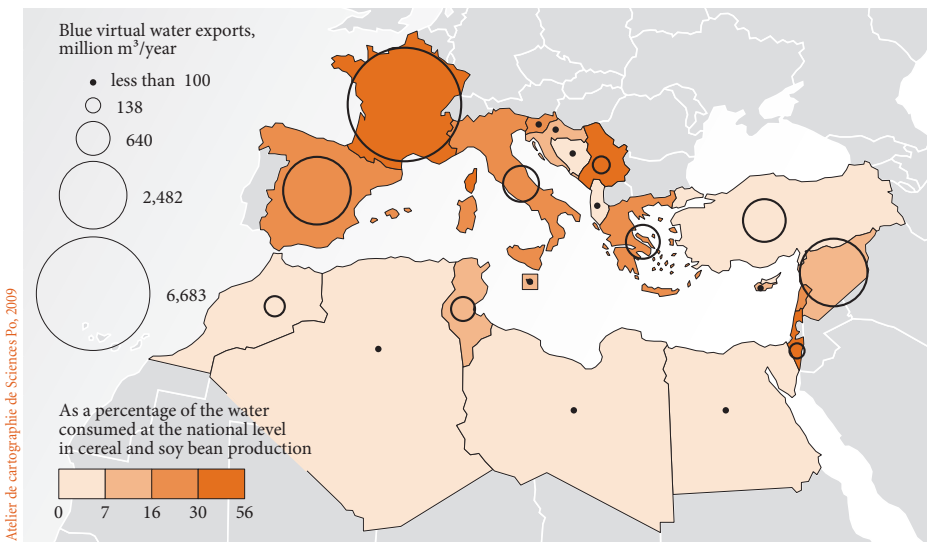 Blue virtual water exports,
million m³/year
less than 100
138
640
2,482
6,683
As a percentage of the water
consumed at the national level
in cereal and soy bean production
0 7 16 30 56
Atelier de cartographie de Sciences Po, 2009